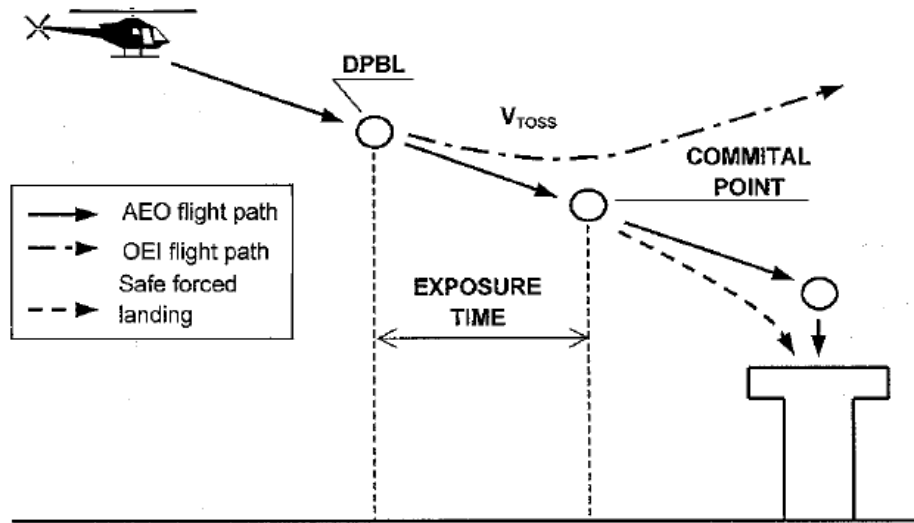 DPBL
VTOSS
COMMITAL
POINT
AEO flight path
OEI flight path
Safe forced
landing
EXPOSURE
TIME